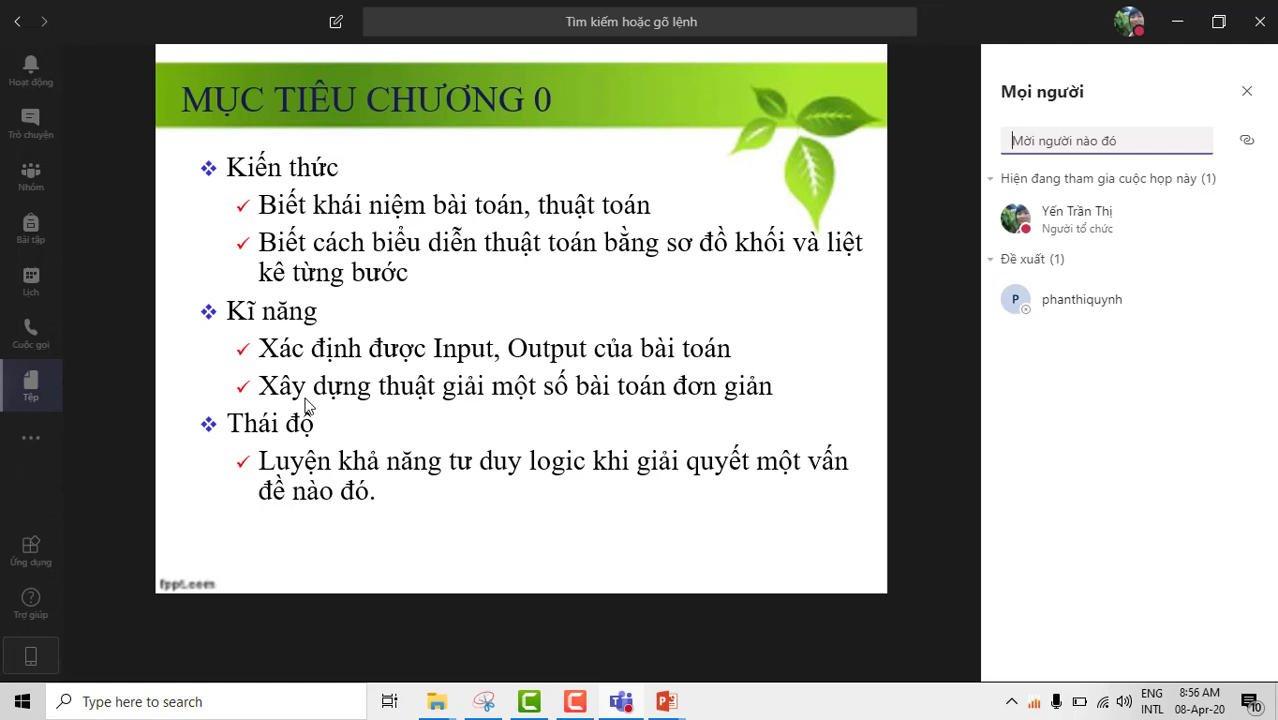 Tìm kiếm hoặc gõ lệnh
Hoạt động
Trò chuyện
Nhóm
Bài tập
Lịch
Cuộc gọi
Tệp
Ứng dụng
Trợ giúp
MỤC TIÊU CHƯƠNG 0
Kiến thức
Biết khái niệm bài toán, thuật toán
Biết cách biểu diễn thuật toán bằng sơ đồ khối và liệt
kê từng bước
Kĩ năng
Xác định được Input, Output của bài toán
Xây dựng thuật giải một số bài toán đơn giản
Thái độ
Luyện khả năng tư duy logic khi giải quyết một vấn
đề nào đó.
fppt.com
Mọi người
Mời người nào đó
Hiện đang tham gia cuộc họp này (1)
Yến Trần Thị
Người tổ chức
Đề xuất (1)
P
phanthiquynh
Type here to search
ENG
INTL
8:56 AM
08-Apr-20
10